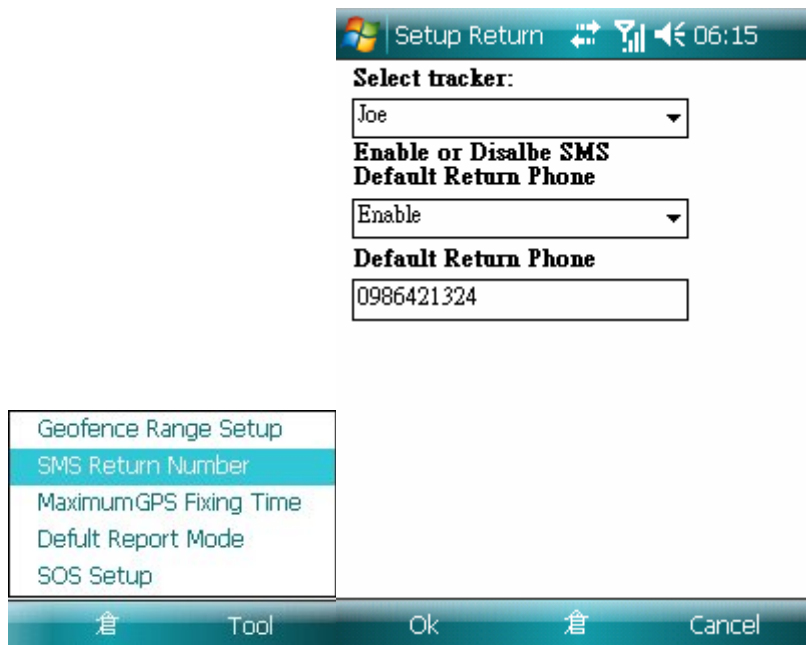 Setup Return 06:15
Select tracker:
Joe
Enable or Disalbe SMS
Default Return Phone
Enable
Default Return Phone
0986421324
Geofence Range Setup
SMS Return Number
MaximumGPS Fixing Time
Defult Report Mode
SOS Setup
倉 Tool
Ok 倉 Cancel